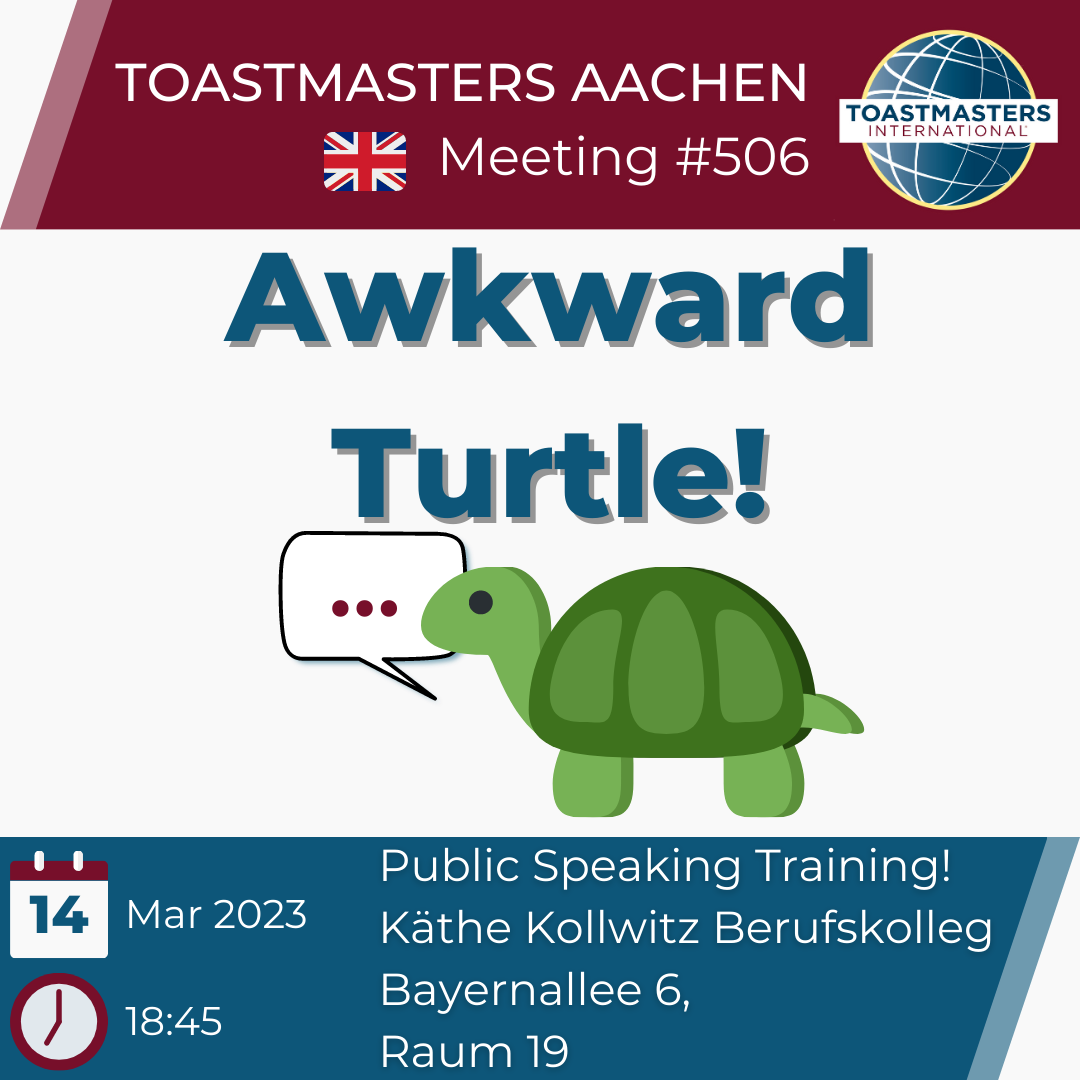 TOASTMASTERS AACHEN
Meeting #506
TOASTMASTERS
INTERNATIONAL
Awkward
Turtle!
14
Mar 2023
18:45
Public Speaking Training!
Käthe Kollwitz Berufskolleg
Bayernallee 6,
Raum 19